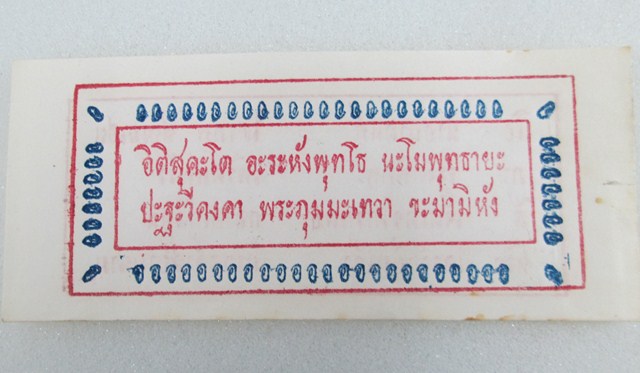 อิติสุคะโต อะระหังพุทโธ นะโมพุทธายะ
ปะฐะวีคงคา พระภุมมะเทวา ขะมามิหัง